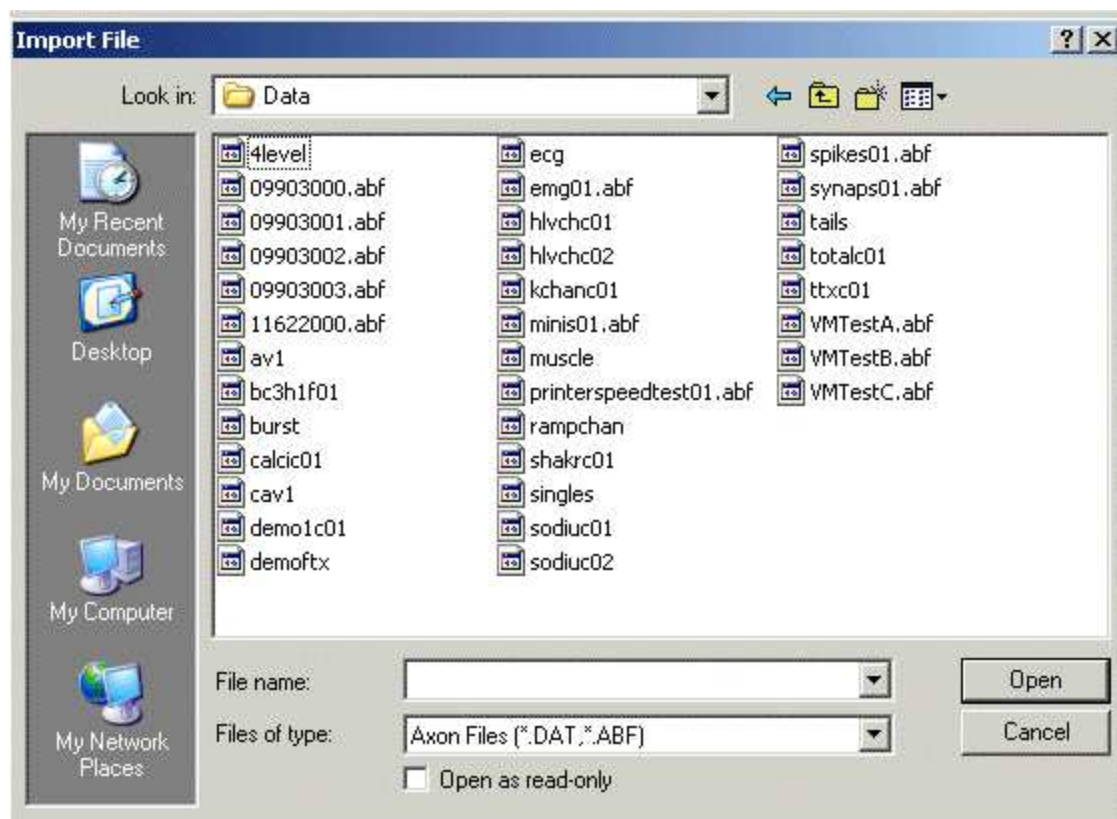 Import File
Look in:
Data
My Recent
Documents
Desktop
My Documents
My Computer
My Network
Places
4level
09903000.abf
09903001.abf
09903002.abf
09903003.abf
11622000.abf
av1
bc3h1f01
burst
calcic01
cav1
demo1c01
demoftx
ecg
emg01.abf
hlvchc01
hlvchc02
kchanc01
minis01.abf
muscle
printerspeedtest01.abf
rampchan
shakrc01
singles
sodiuc01
sodiuc02
spikes01.abf
synaps01.abf
tails
totalc01
ttxc01
VMTestA.abf
VMTestB.abf
VMTestC.abf
File name:
Open
Files of type:
Axon Files (*.DAT,*.ABF)
Cancel
Open as read-only